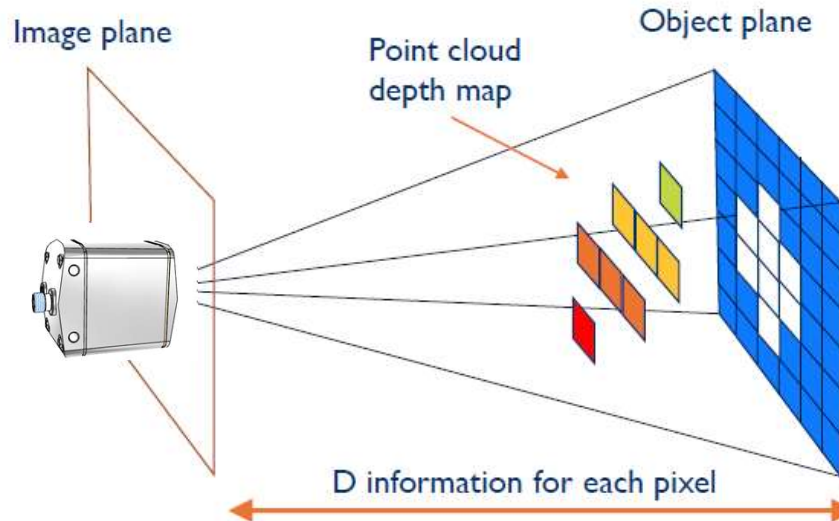 Image plane
Object plane
Point cloud
depth map
D information for each pixel